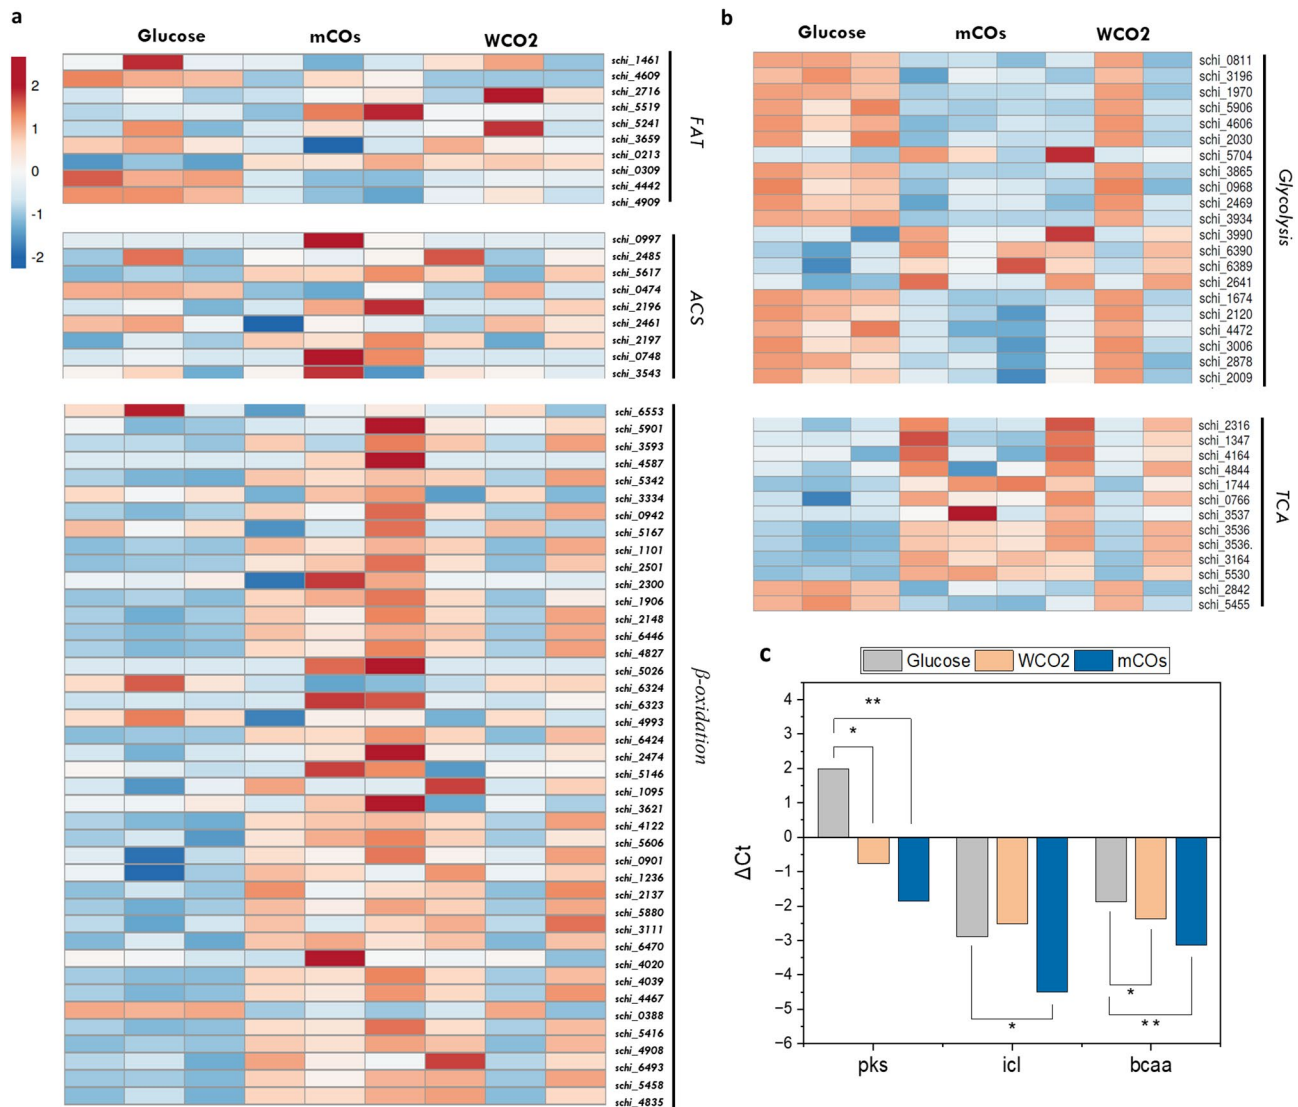 a
Glucose
mCOs
WCO2
2
1
0
-1
-2
schi_1461
schi_4609
schi_2716
schi_5519
schi_5241
schi_3659
schi_0213
schi_0309
schi_4442
schi_4909
FAT
schi_0997
schi_2485
schi_5617
schi_0474
schi_2196
schi_2461
schi_2197
schi_0748
schi_3543
ACS
schi_6553
schi_5901
schi_3593
schi_4587
schi_5342
schi_3334
schi_0942
schi_5167
schi_1101
schi_2501
schi_2300
schi_1906
schi_2148
schi_6446
schi_4827
schi_5026
schi_6324
schi_6323
schi_4993
schi_6424
schi_2474
schi_5146
schi_1095
schi_3621
schi_4122
schi_5606
schi_0901
schi_1236
schi_2137
schi_5880
schi_3111
schi_6470
schi_4020
schi_4039
schi_4467
schi_0388
schi_5416
schi_4908
schi_6493
schi_5458
schi_4835
β-oxidation
b
Glucose
mCOs
WCO2
schi_0811
schi_3196
schi_1970
schi_5906
schi_4606
schi_2030
schi_5704
schi_3865
schi_0968
schi_2469
schi_3934
schi_3990
schi_6390
schi_6389
schi_2641
schi_1674
schi_2120
schi_4472
schi_3006
schi_2878
schi_2009
Glycolysis
schi_2316
schi_1347
schi_4164
schi_4844
schi_1744
schi_0766
schi_3537
schi_3536
schi_3536.
schi_3164
schi_5530
schi_2842
schi_5455
TCA
c
Glucose
WCO2
mCOs
4
3
2
1
0
−1
−2
−3
−4
−5
−6
ΔCt
**
*
*
*
**
pks
icl
bcaa